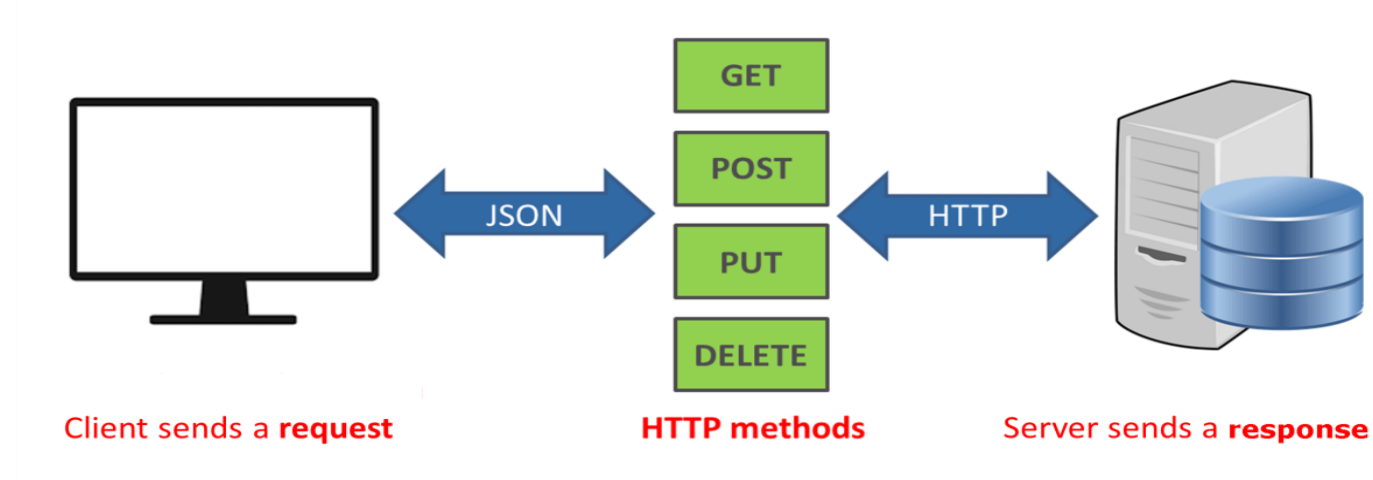 GET
POST
PUT
DELETE
JSON
HTTP
Client sends a request
HTTP methods
Server sends a response